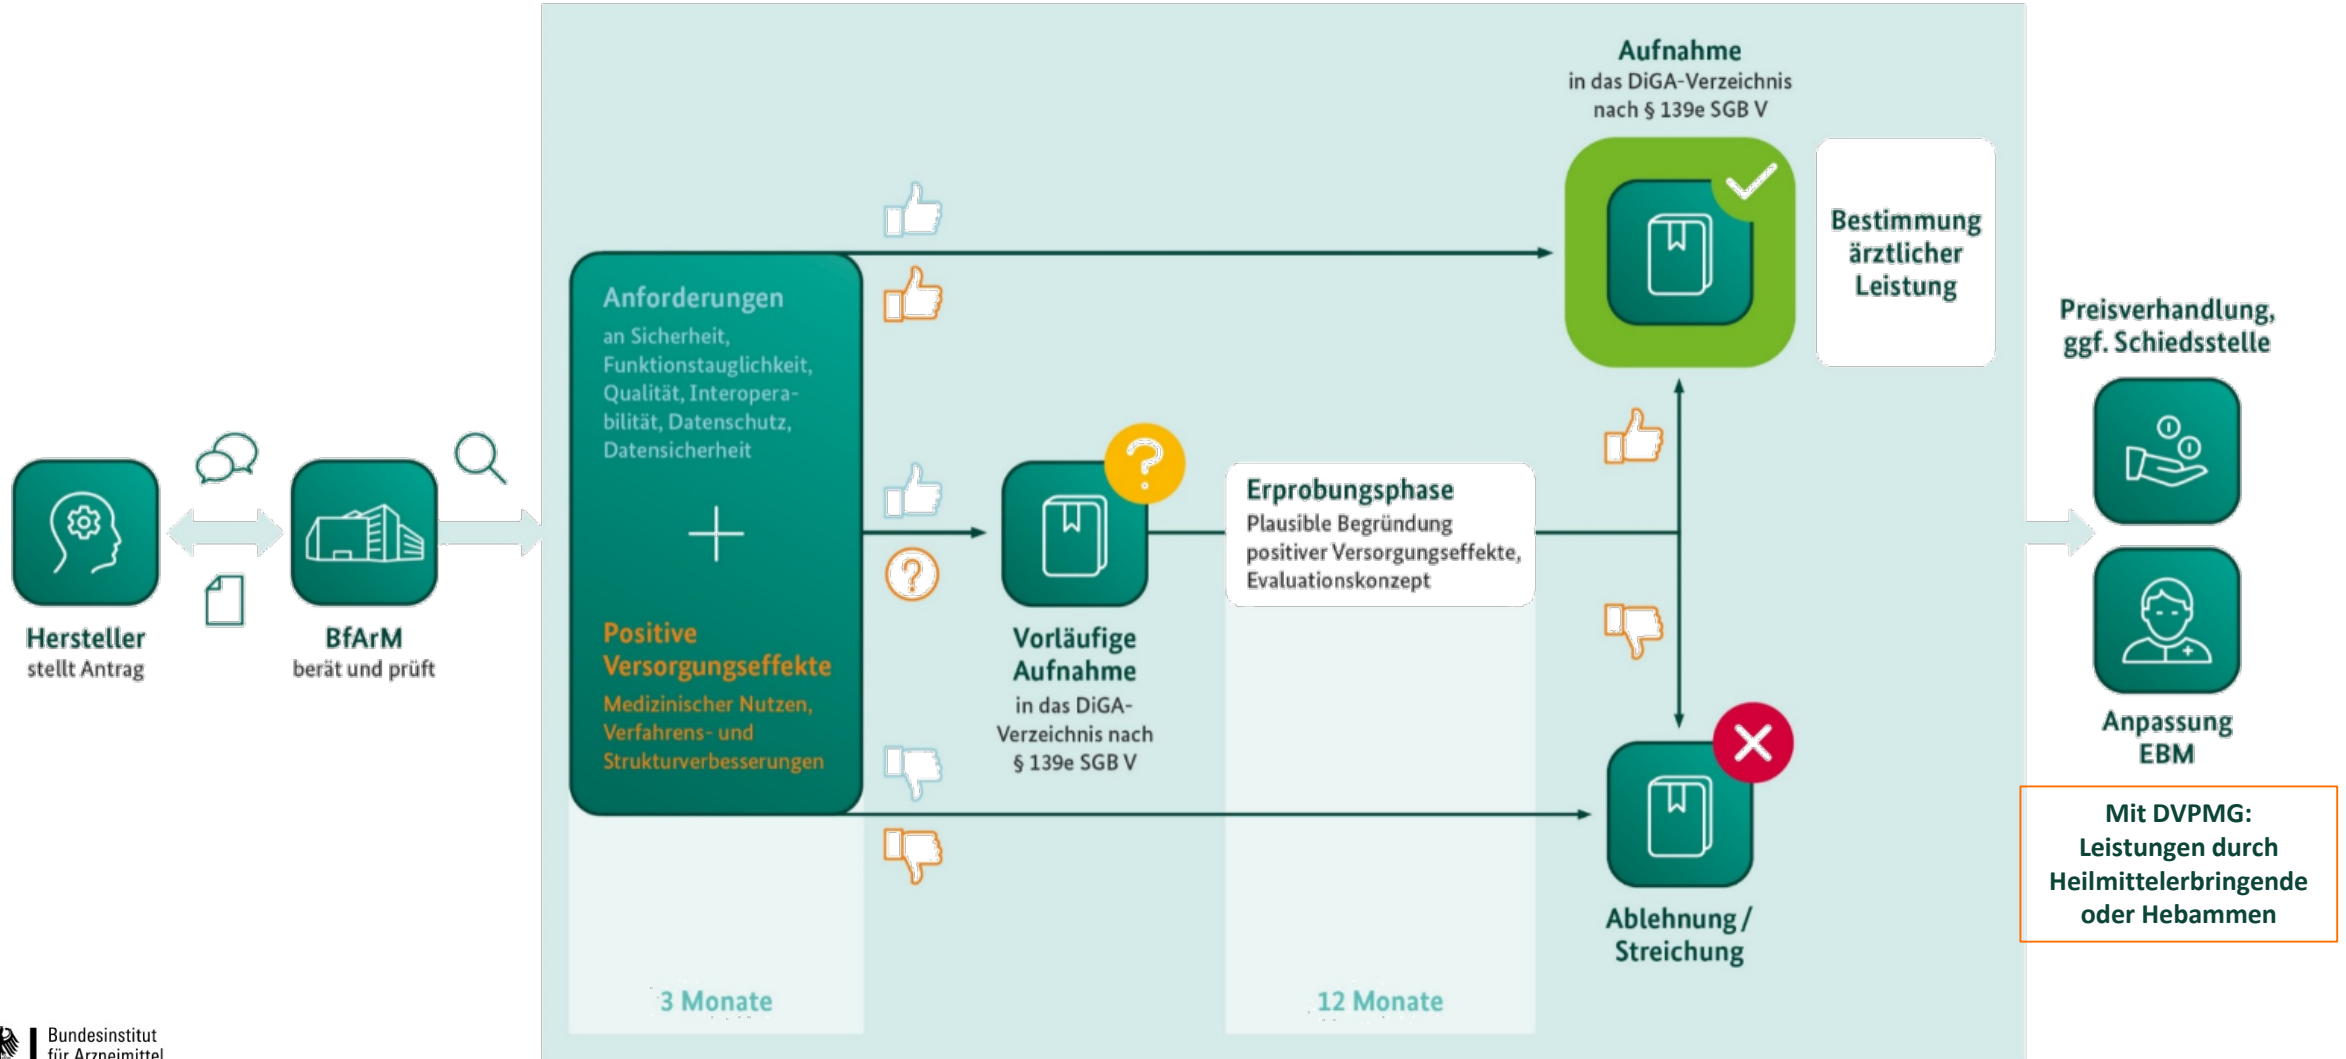 Hersteller
stellt Antrag
BfArM
berät und prüft
Anforderungen
an Sicherheit,
Funktionstauglichkeit,
Qualität, Interopera-
bilität, Datenschutz,
Datensicherheit
Positive
Versorgungseffekte
Medizinischer Nutzen,
Verfahrens- und
Strukturverbesserungen
3 Monate
Vorläufige
Aufnahme
in das DiGA-
Verzeichnis nach
§ 139e SGB V
Erprobungsphase
Plausible Begründung
positiver Versorgungseffekte,
Evaluationskonzept
12 Monate
Aufnahme
in das DiGA-Verzeichnis
nach § 139e SGB V
Bestimmung
ärztlicher
Leistung
Ablehnung /
Streichung
Preisverhandlung,
ggf. Schiedsstelle
Anpassung
EBM
Mit DVPMG:
Leistungen durch
Heilmittelerbringende
oder Hebammen
Bundesinstitut
für Arzneimittel